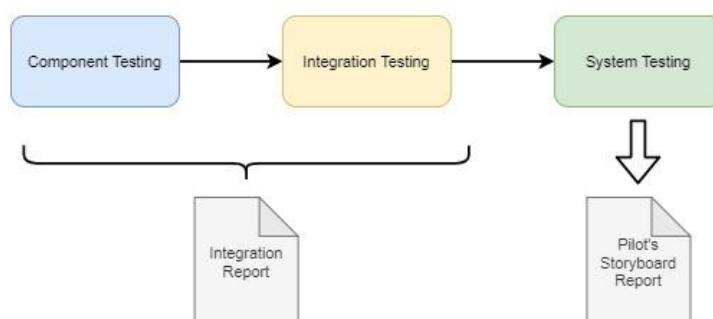 Component Testing
Integration Testing
System Testing
Integration
Report
Pilot's
Storyboard
Report